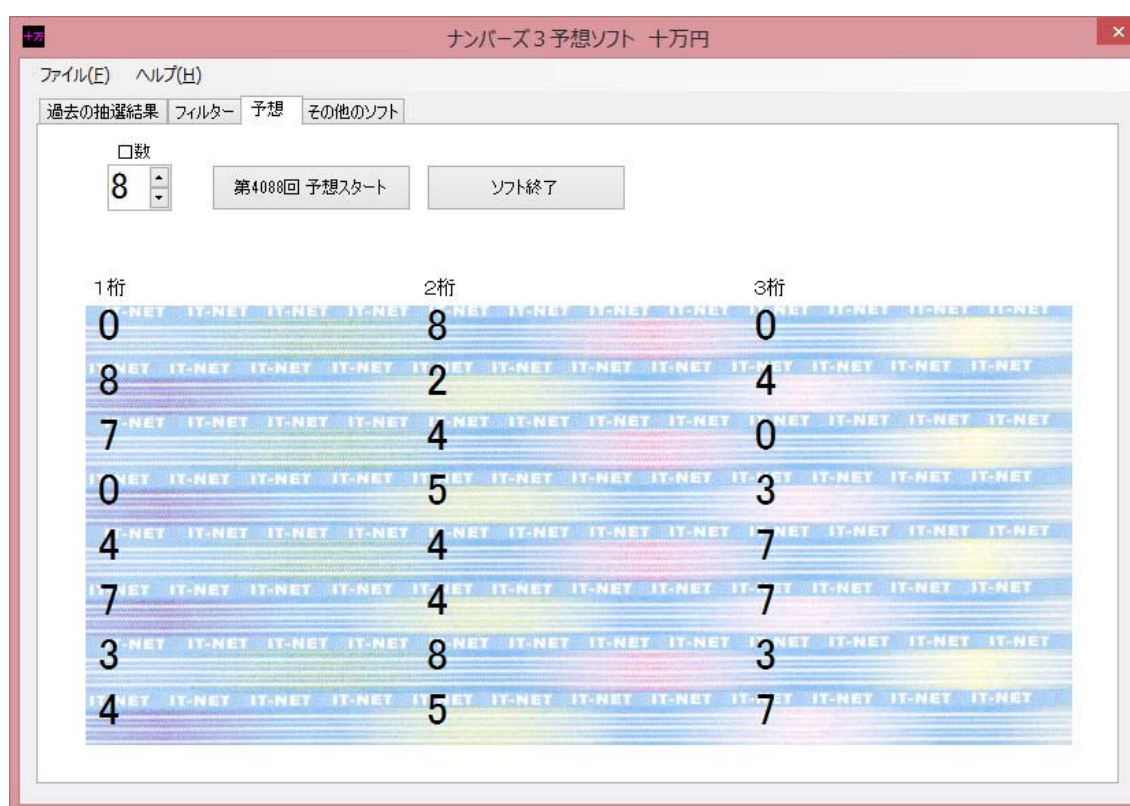 十万 ナンバーズ3予想ソフト 十万円
ファイル(F) ヘルプ(H)
過去の抽選結果 フィルター 予想 その他のソフト
口数
8 第4088回 予想スタート ソフト終了
1桁 2桁 3桁
0 8 0
8 2 4
7 4 0
0 5 3
4 4 7
7 4 7
3 8 3
4 5 7